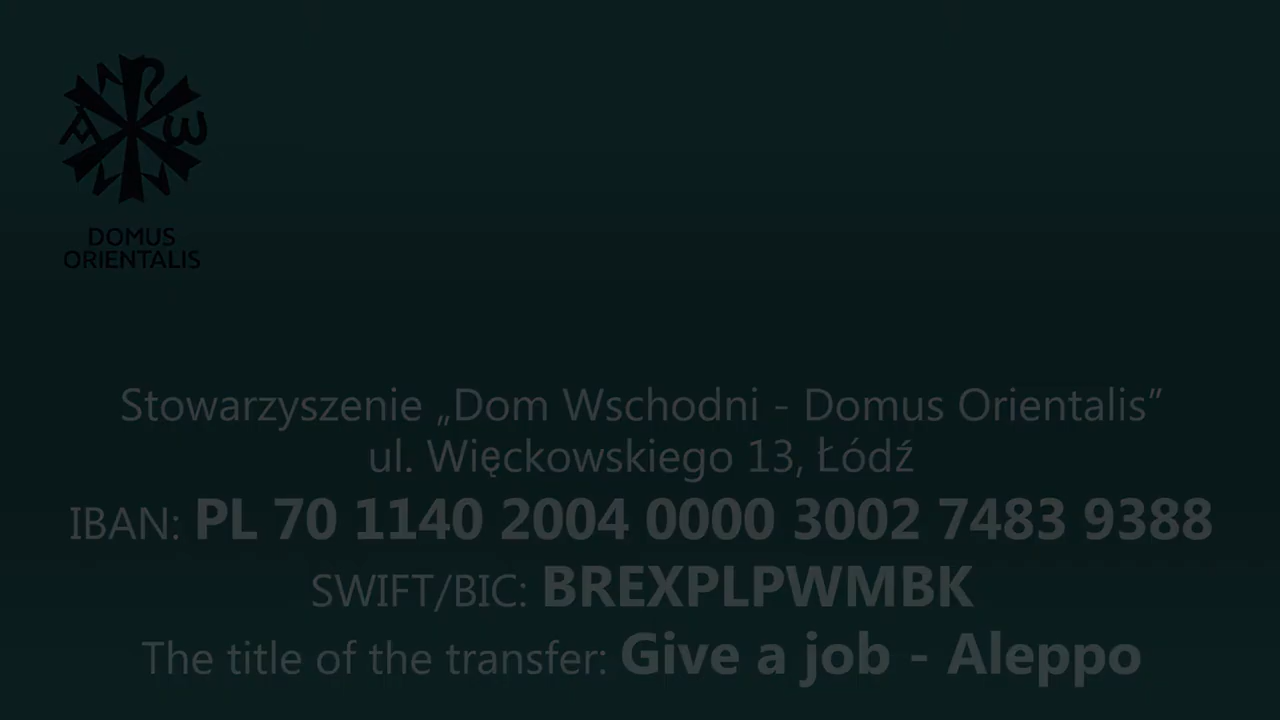 DOMUS
ORIENTALIS
Stowarzyszenie „Dom Wschodni - Domus Orientalis”
ul. Więckowskiego 13, Łódź
IBAN: PL 70 1140 2004 0000 3002 7483 9388
SWIFT/BIC: BREXPLPWMBK
The title of the transfer: Give a job - Aleppo